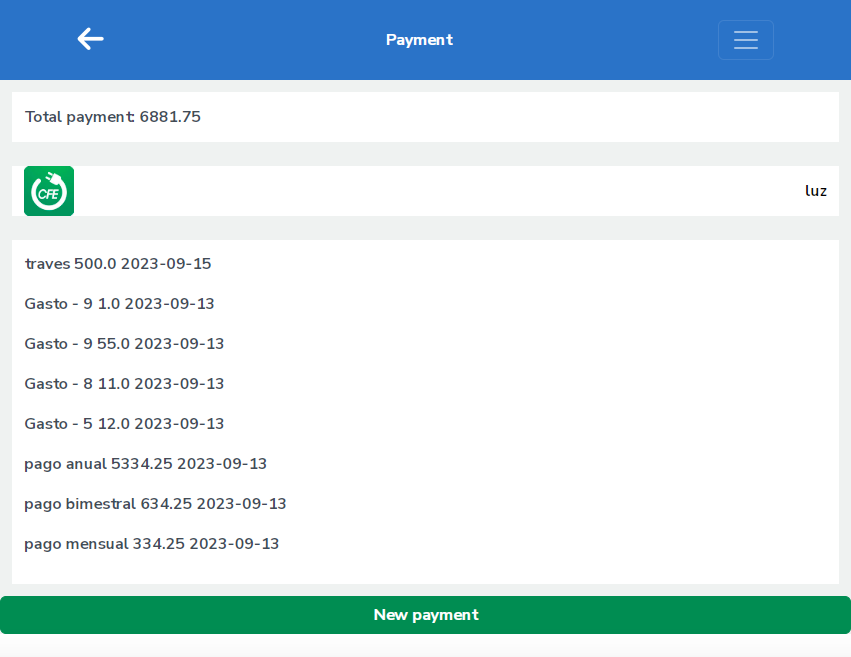 Payment
Total payment: 6881.75
CFE
luz
traves 500.0 2023-09-15
Gasto - 9 1.0 2023-09-13
Gasto - 9 55.0 2023-09-13
Gasto - 8 11.0 2023-09-13
Gasto - 5 12.0 2023-09-13
pago anual 5334.25 2023-09-13
pago bimestral 634.25 2023-09-13
pago mensual 334.25 2023-09-13
New payment